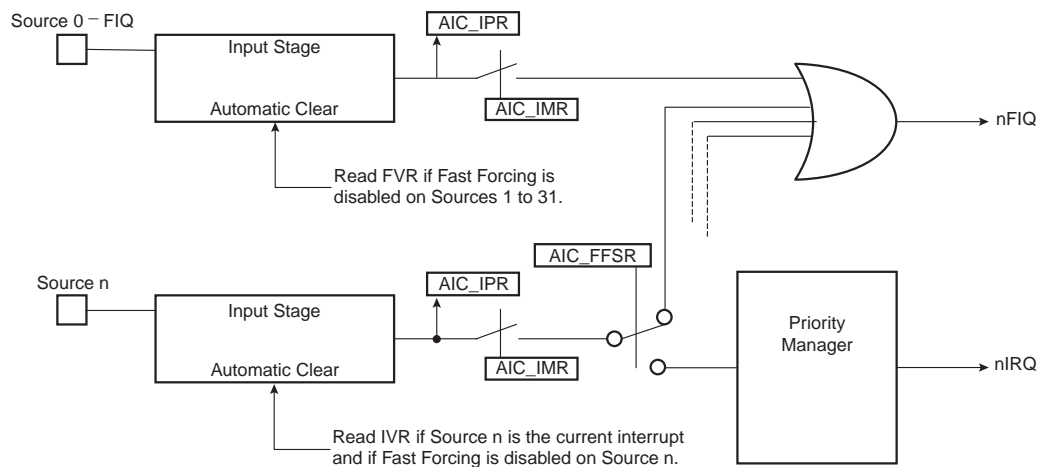 Source 0 – FIQ
AIC_IPR
Input Stage
Automatic Clear
AIC_IMR
nFIQ
Read FVR if Fast Forcing is
disabled on Sources 1 to 31.
AIC_FFSR
Source n
AIC_IPR
Input Stage
Priority
Manager
Automatic Clear
AIC_IMR
nIRQ
Read IVR if Source n is the current interrupt
and if Fast Forcing is disabled on Source n.